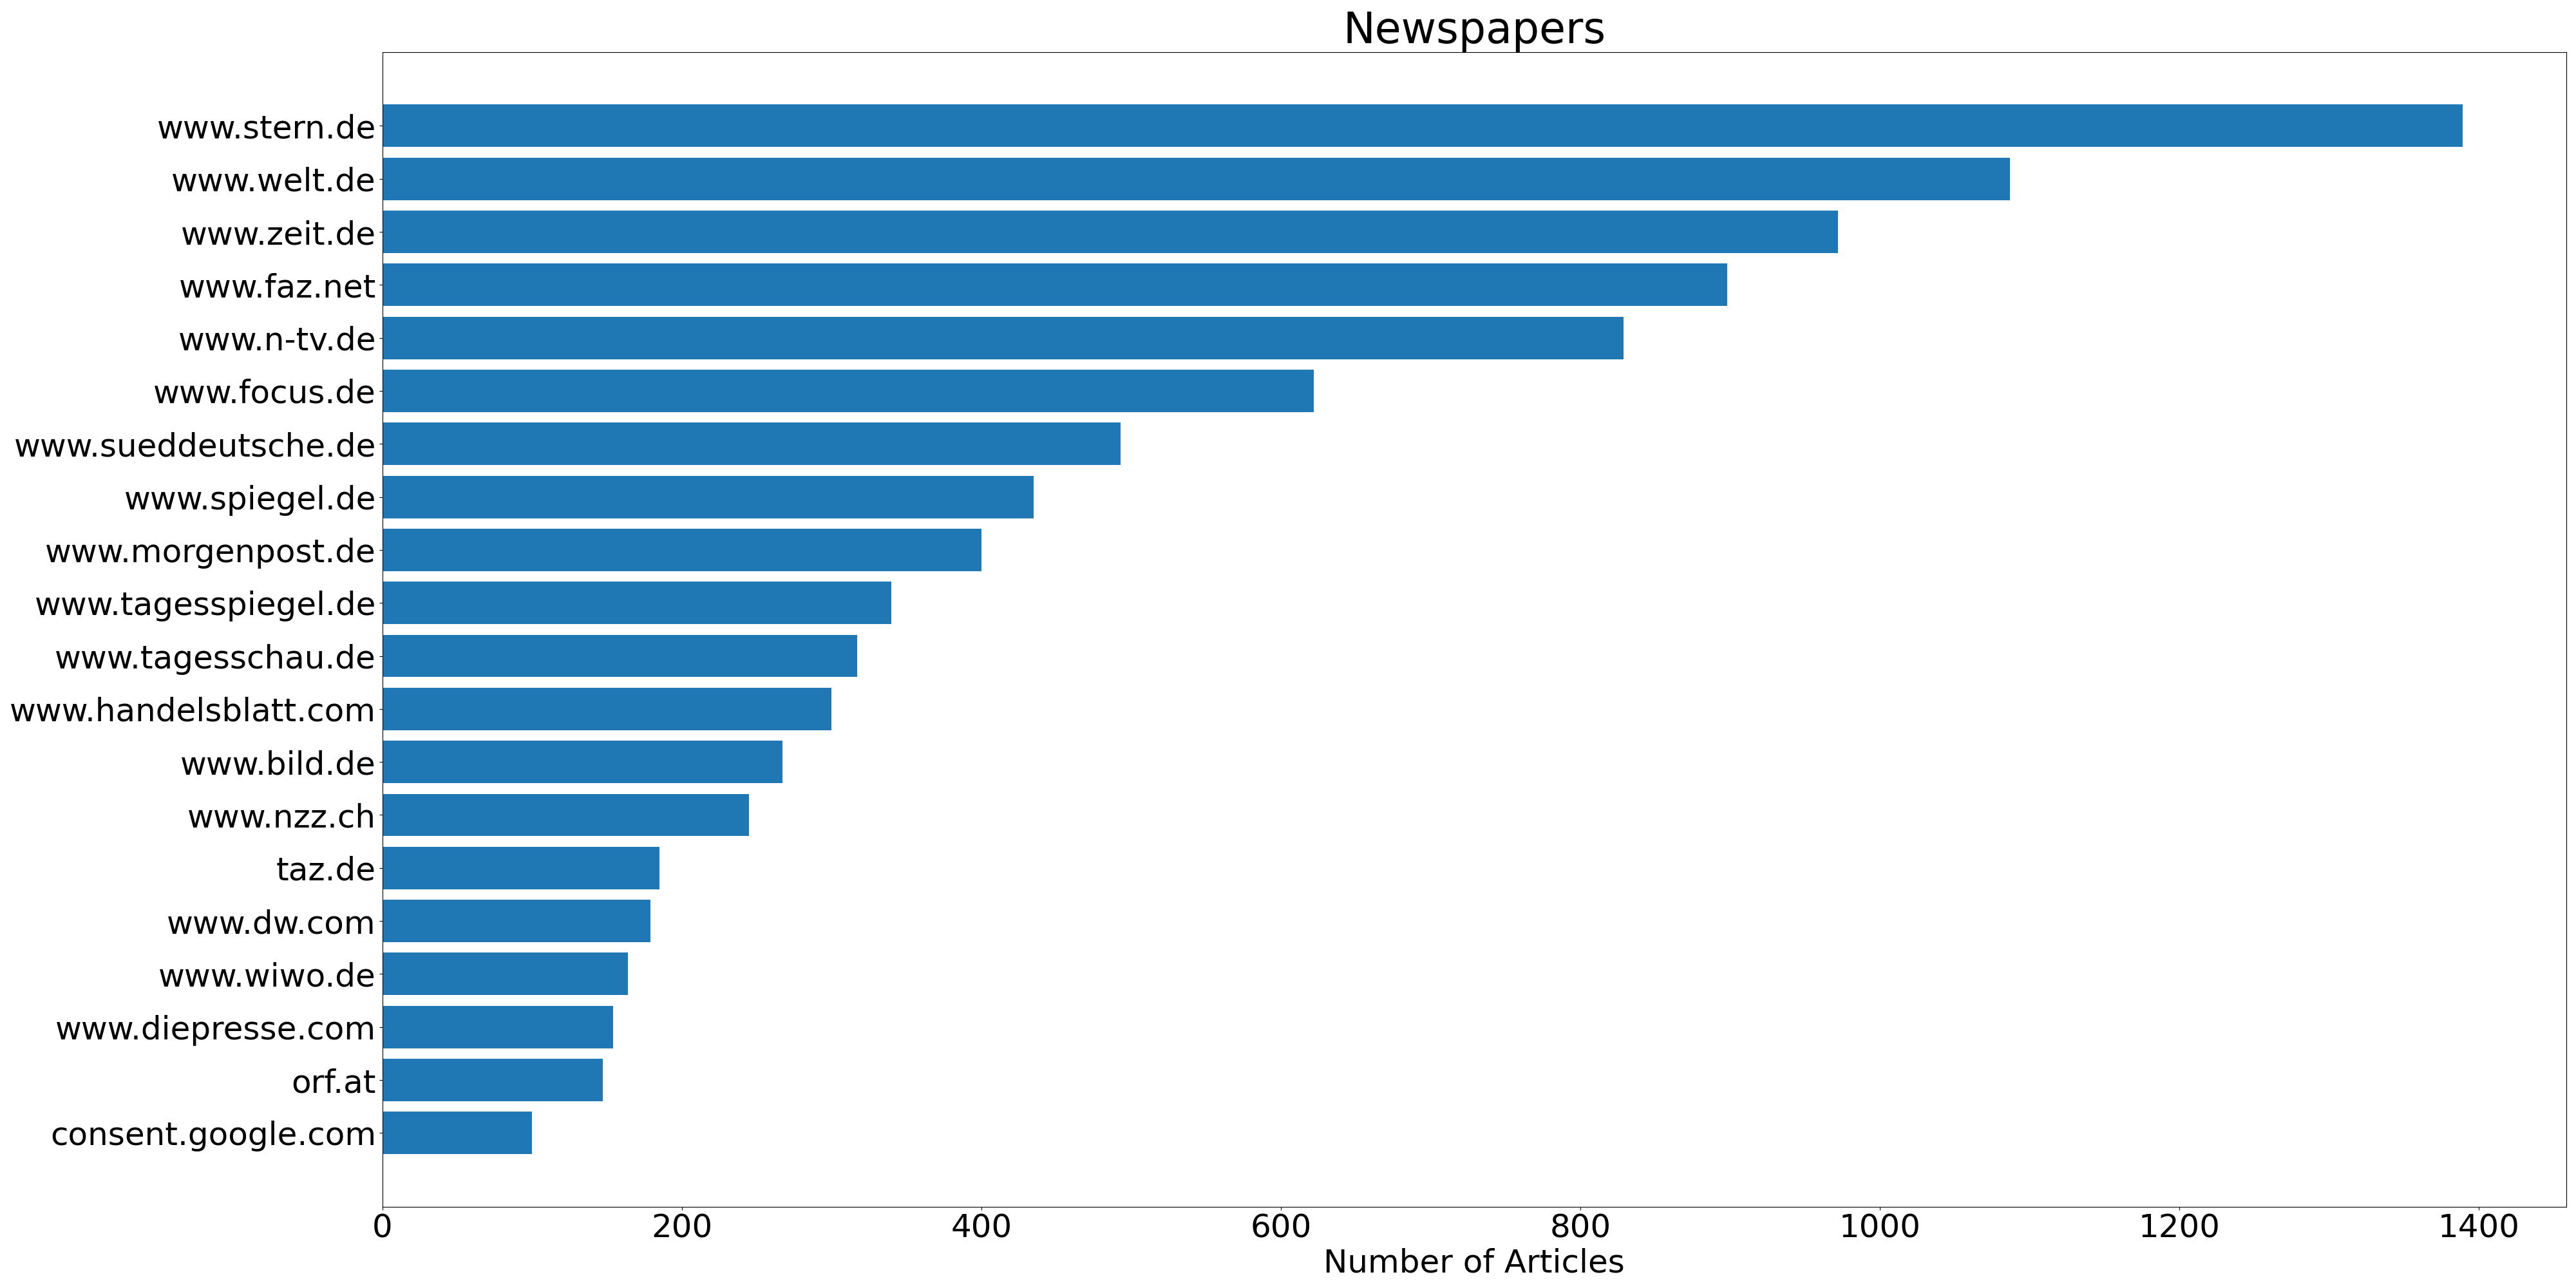 Newspapers
www.stern.de
www.welt.de
www.zeit.de
www.faz.net
www.n-tv.de
www.focus.de
www.sueddeutsche.de
www.spiegel.de
www.morgenpost.de
www.tagesspiegel.de
www.tagesschau.de
www.handelsblatt.com
www.bild.de
www.nzz.ch
taz.de
www.dw.com
www.wiwo.de
www.diepresse.com
orf.at
consent.google.com
0 200 400 600 800 1000 1200 1400
Number of Articles